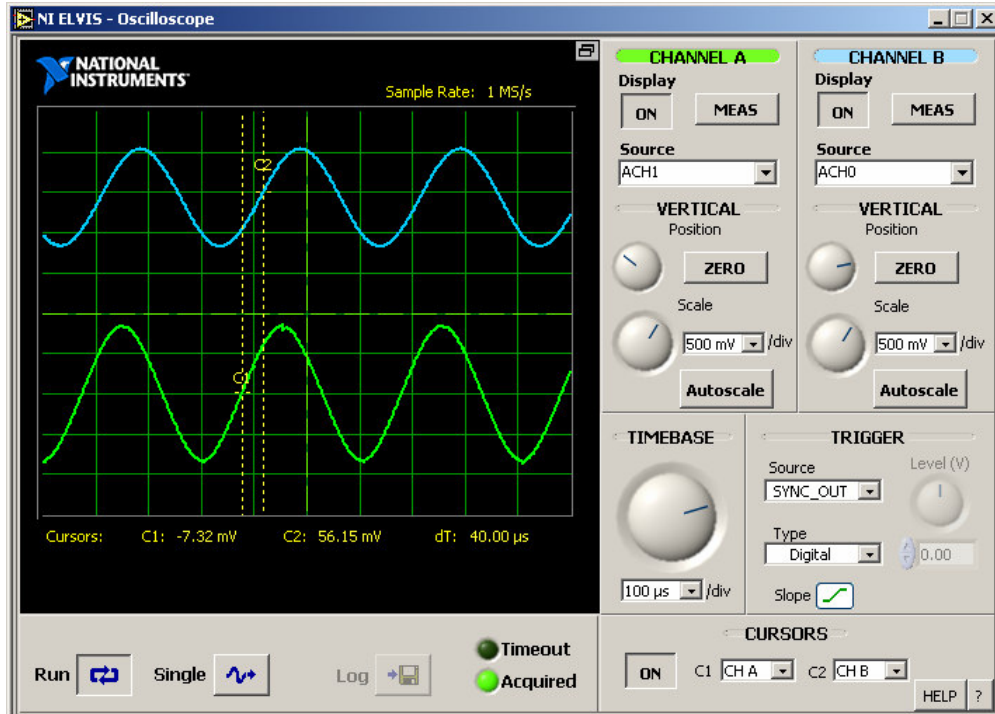 NI ELVIS - Oscilloscope
NATIONAL
INSTRUMENTS™
Sample Rate: 1 MS/s
C2
C1
Cursors: C1: -7.32 mV C2: 56.15 mV dT: 40.00 µs
CHANNEL A
Display
ON MEAS
Source
ACH1
VERTICAL
Position
ZERO
Scale
500 mV /div
Autoscale
CHANNEL B
Display
ON MEAS
Source
ACH0
VERTICAL
Position
ZERO
Scale
500 mV /div
Autoscale
TIMEBASE
100 µs /div
TRIGGER
Source
SYNC_OUT
Level (V)
Type
Digital
0.00
Slope
Run Single Log
Timeout
Acquired
CURSORS
ON C1 CH A C2 CH B
HELP ?